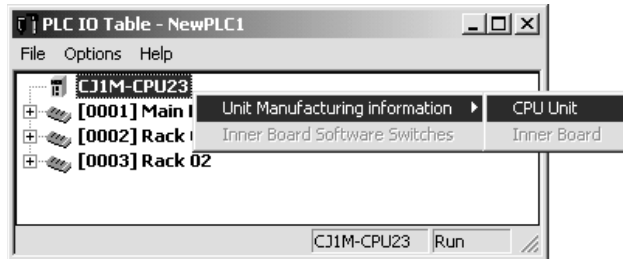 PLC IO Table - NewPLC1
File Options Help
CJ1M-CPU23
[0001] Main
Unit Manufacturing information
CPU Unit
[0002] Rack
Inner Board Software Switches
Inner Board
[0003] Rack 02
CJ1M-CPU23 Run